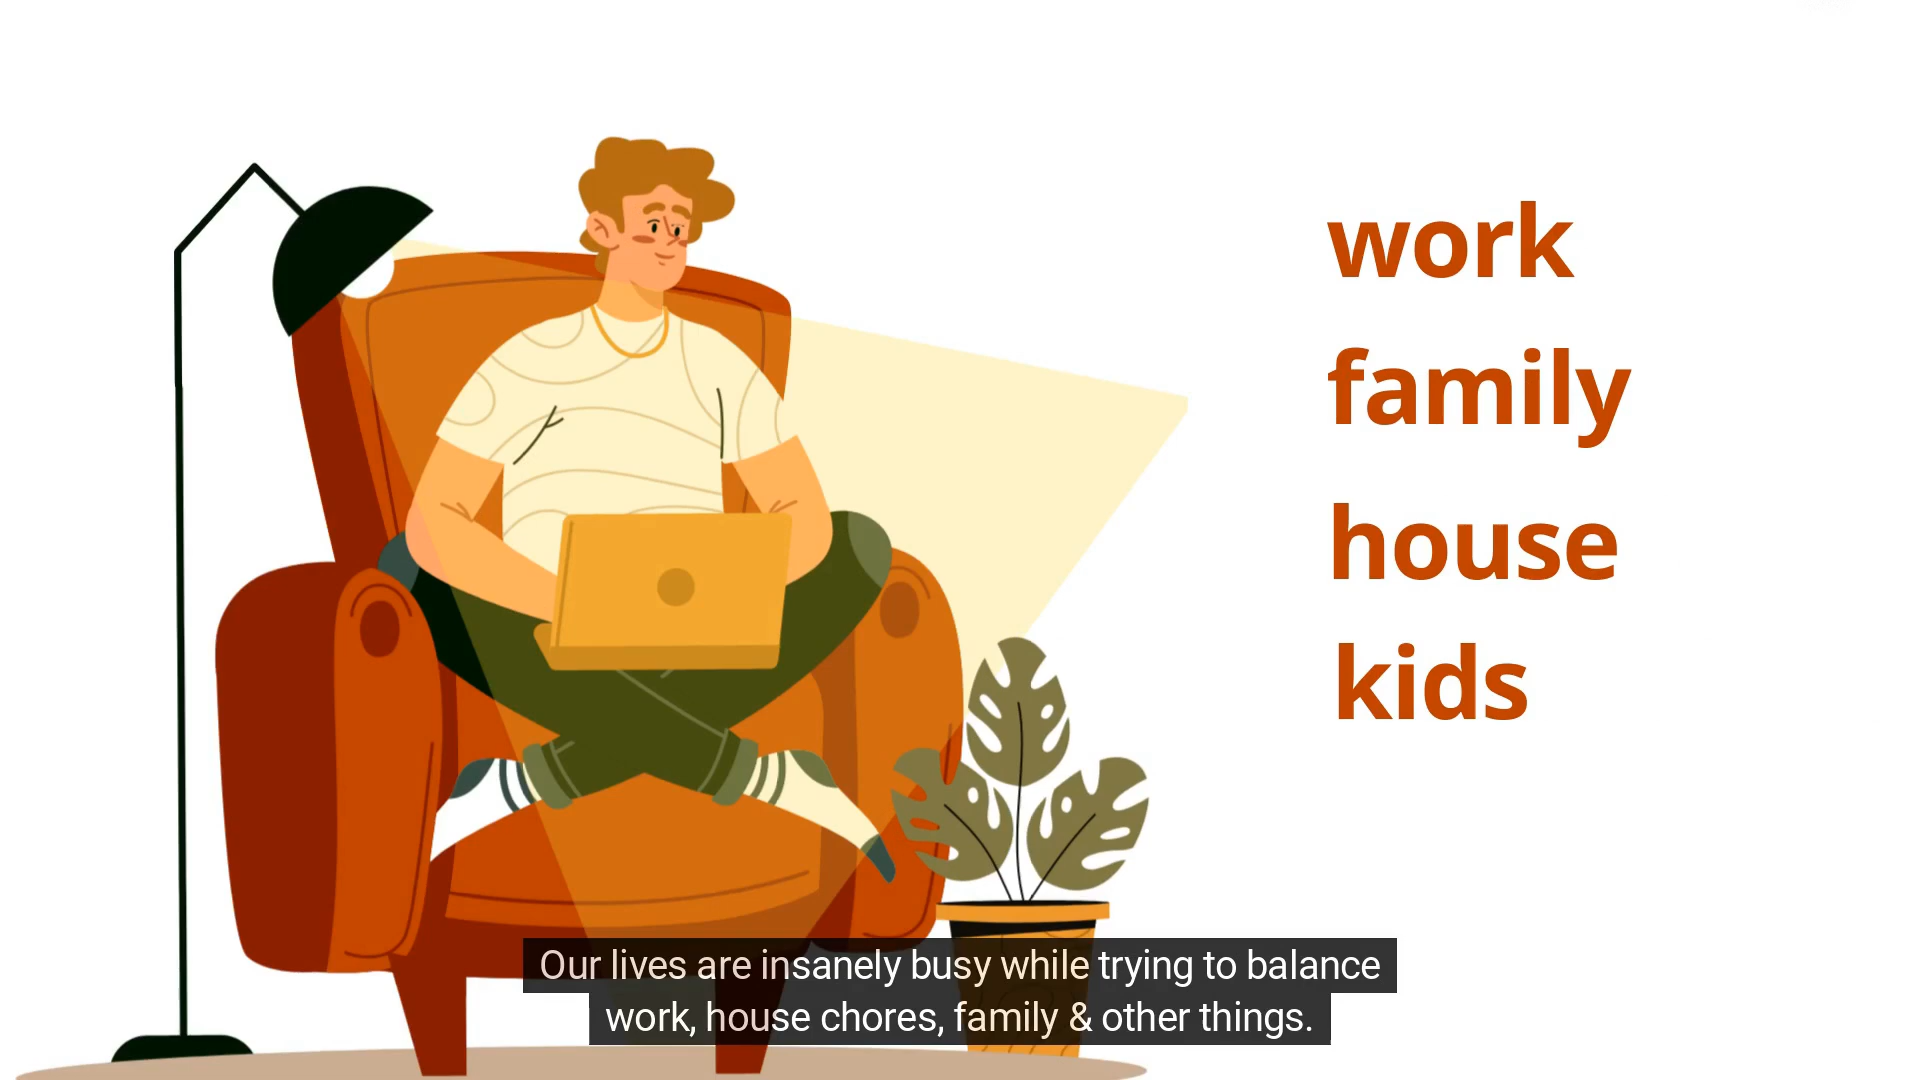 work
family
house
kids
Our lives are insanely busy while trying to balance
work, house chores, family & other things.